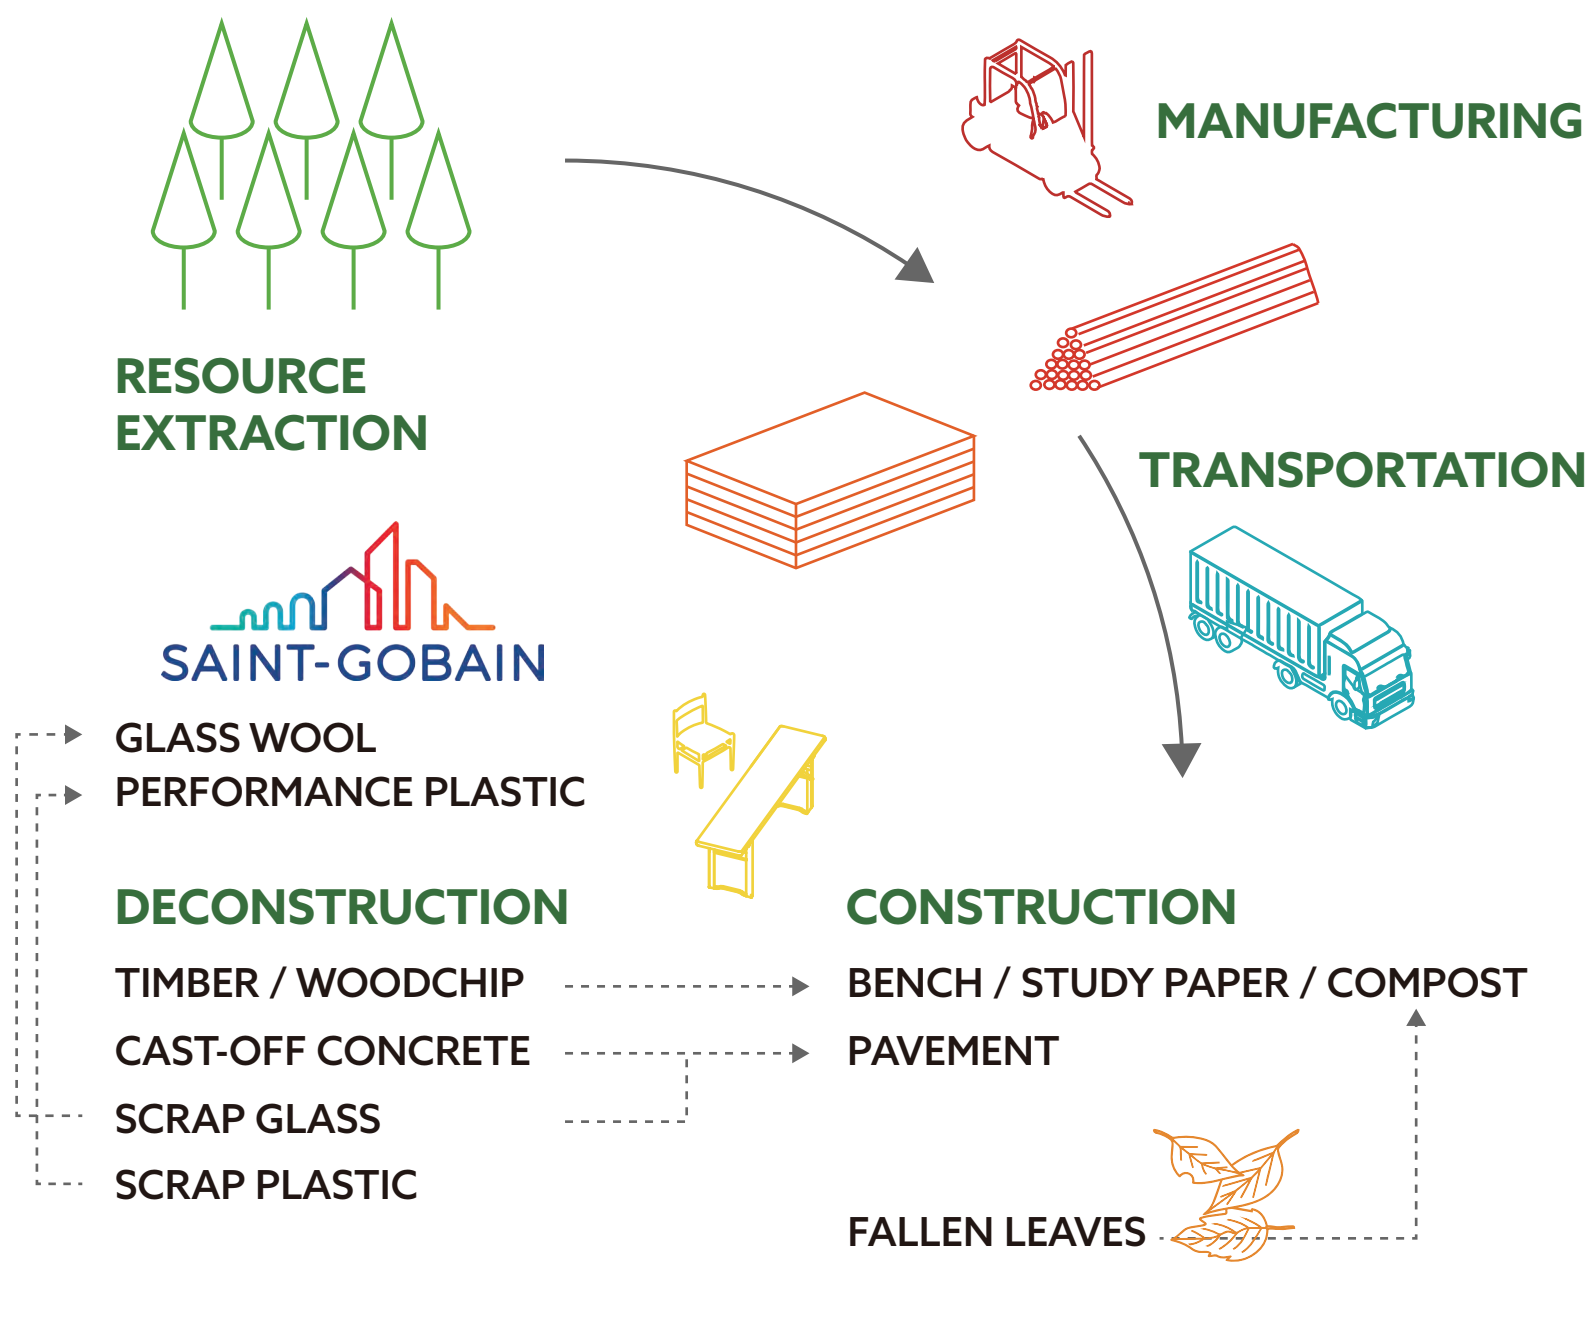 MANUFACTURING
RESOURCE
EXTRACTION
TRANSPORTATION
SAINT-GOBAIN
GLASS WOOL
PERFORMANCE PLASTIC
DECONSTRUCTION
TIMBER / WOODCHIP
CAST-OFF CONCRETE
SCRAP GLASS
SCRAP PLASTIC
CONSTRUCTION
BENCH / STUDY PAPER / COMPOST
PAVEMENT
FALLEN LEAVES